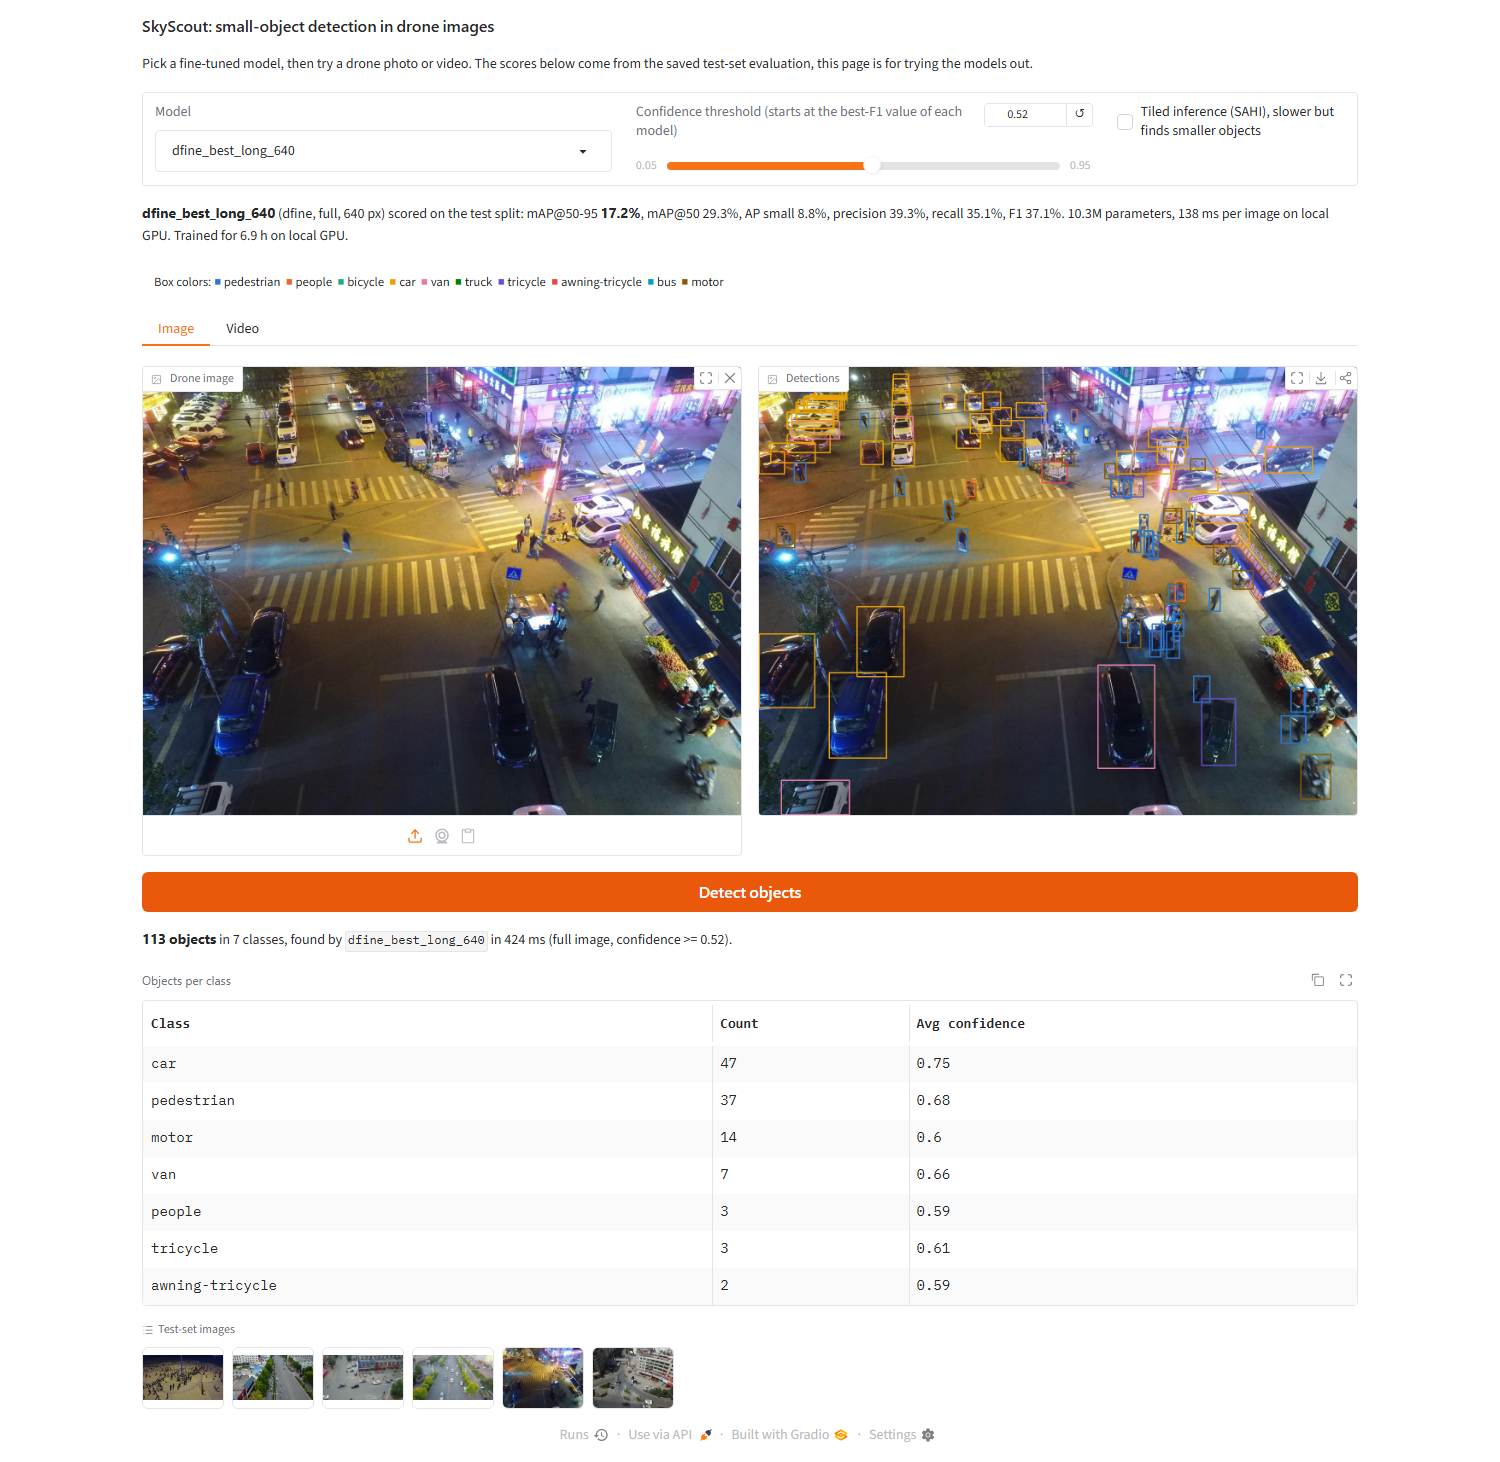 SkyScout: small-object detection in drone images
Pick a fine-tuned model, then try a drone photo or video. The scores below come from the saved test-set evaluation, this page is for trying the models out.
Model
dfine_best_long_640
Confidence threshold (starts at the best-F1 value of each
model)
0.52
0.05
0.95
Tiled inference (SAHI), slower but
finds smaller objects
dfine_best_long_640 (dfine, full, 640 px) scored on the test split: mAP@50-95 17.2%, mAP@50 29.3%, AP small 8.8%, precision 39.3%, recall 35.1%, F1 37.1%. 10.3M parameters, 138 ms per image on local
GPU. Trained for 6.9 h on local GPU.
Box colors: pedestrian people bicycle car van truck tricycle awning-tricycle bus motor
Image Video
Drone image
Detections
Detect objects
113 objects in 7 classes, found by dfine_best_long_640 in 424 ms (full image, confidence >= 0.52).
Objects per class
Class Count Avg confidence
car 47 0.75
pedestrian 37 0.68
motor 14 0.6
van 7 0.66
people 3 0.59
tricycle 3 0.61
awning-tricycle 2 0.59
Test-set images
Runs · Use via API · Built with Gradio · Settings